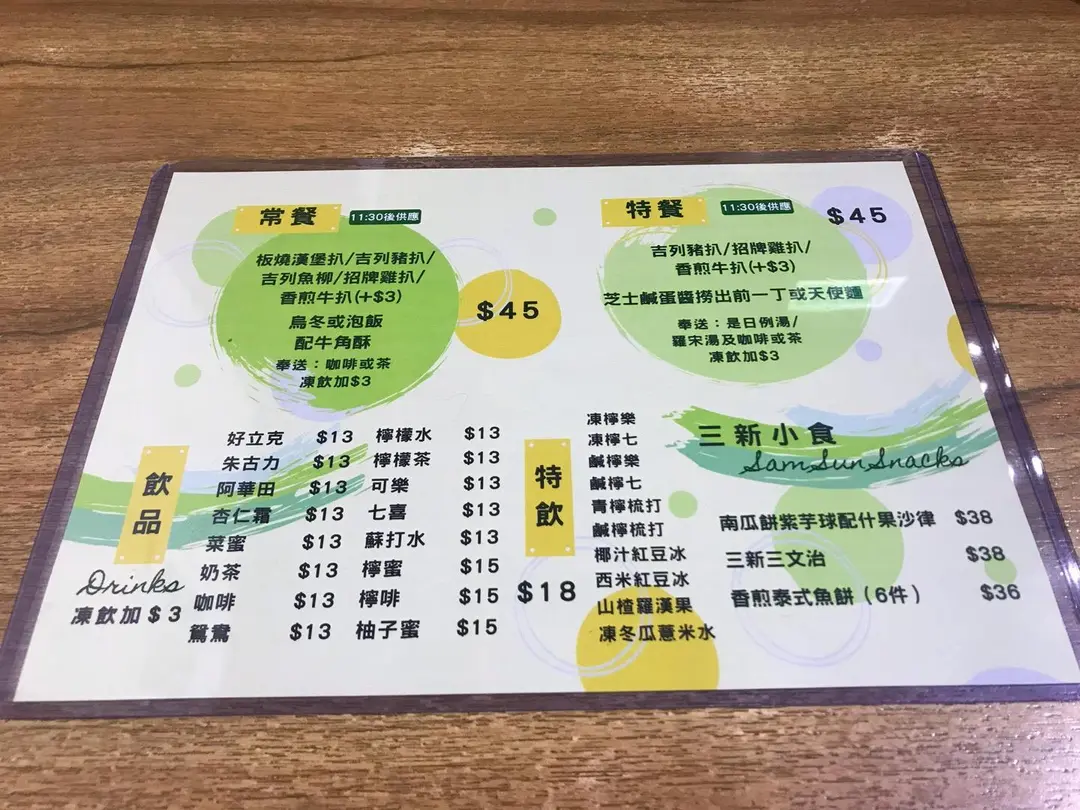 常餐 11:30後供應
板燒漢堡扒/吉列豬扒/
吉列魚柳/招牌雞扒/
香煎牛扒(+$3)
烏冬或泡飯
配牛角酥
奉送：咖啡或茶
凍飲加$3
$45
特餐 11:30後供應
$45
吉列豬扒/招牌雞扒/
香煎牛扒(+$3)
芝士鹹蛋醬撈出前一丁或天使麵
奉送：是日例湯/
羅宋湯及咖啡或茶
凍飲加$3
飲品
Drinks
凍飲加$3
好立克 $13 檸檬水 $13
朱古力 $13 檸檬茶 $13
阿華田 $13 可樂 $13
杏仁霜 $13 七喜 $13
菜蜜 $13 蘇打水 $13
奶茶 $13 檸蜜 $15
咖啡 $13 檸啡 $15
鴛鴦 $13 柚子蜜 $15
特飲
$18
凍檸樂
凍檸七
鹹檸樂
鹹檸七
青檸梳打
鹹檸梳打
椰汁紅豆冰
西米紅豆冰
山楂羅漢果
凍冬瓜薏米水
三新小食
SamSunSnacks
南瓜餅紫芋球配什果沙律 $38
三新三文治 $38
香煎泰式魚餅（6件） $36